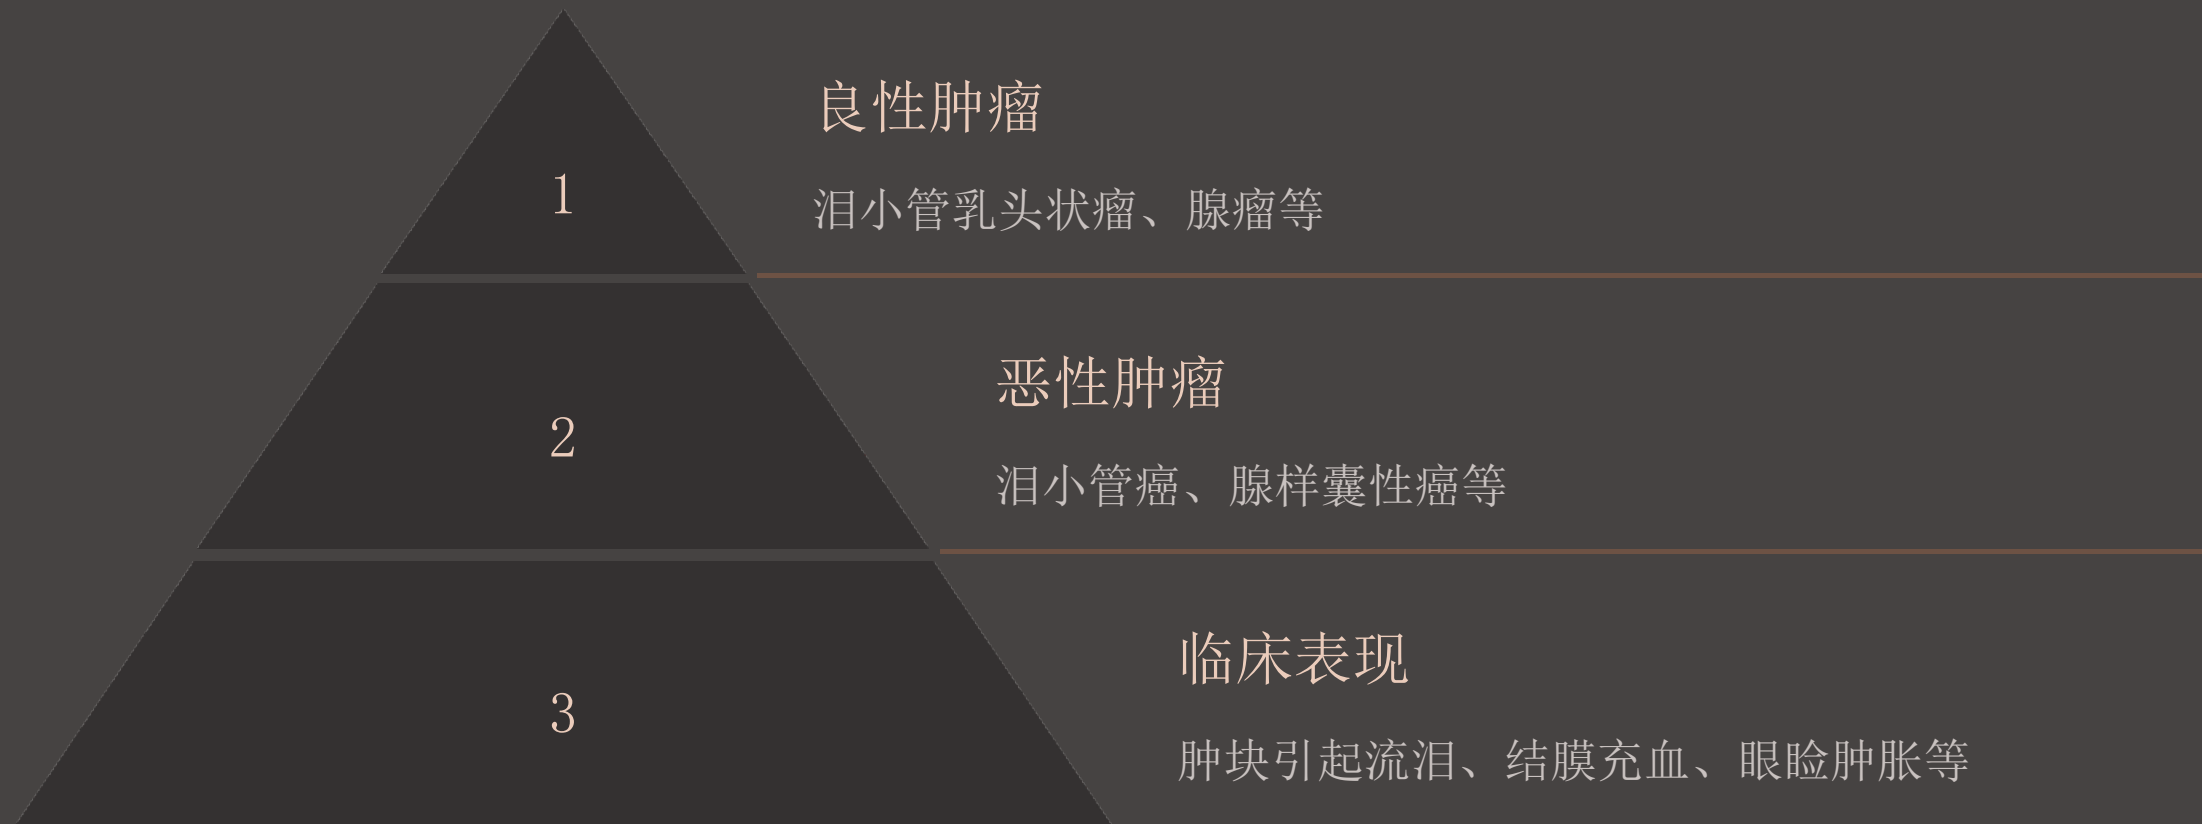 1
良性肿瘤
泪小管乳头状瘤、腺瘤等
2
恶性肿瘤
泪小管癌、腺样囊性癌等
3
临床表现
肿块引起流泪、结膜充血、眼睑肿胀等